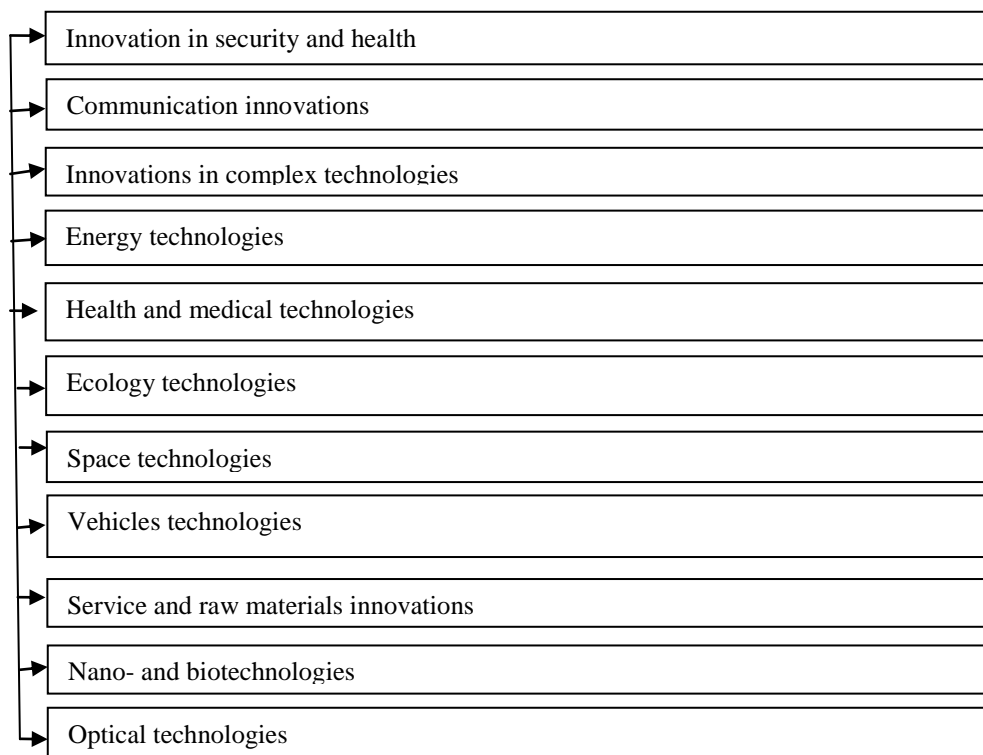 Innovation in security and health
Communication innovations
Innovations in complex technologies
Energy technologies
Health and medical technologies
Ecology technologies
Space technologies
Vehicles technologies
Service and raw materials innovations
Nano- and biotechnologies
Optical technologies